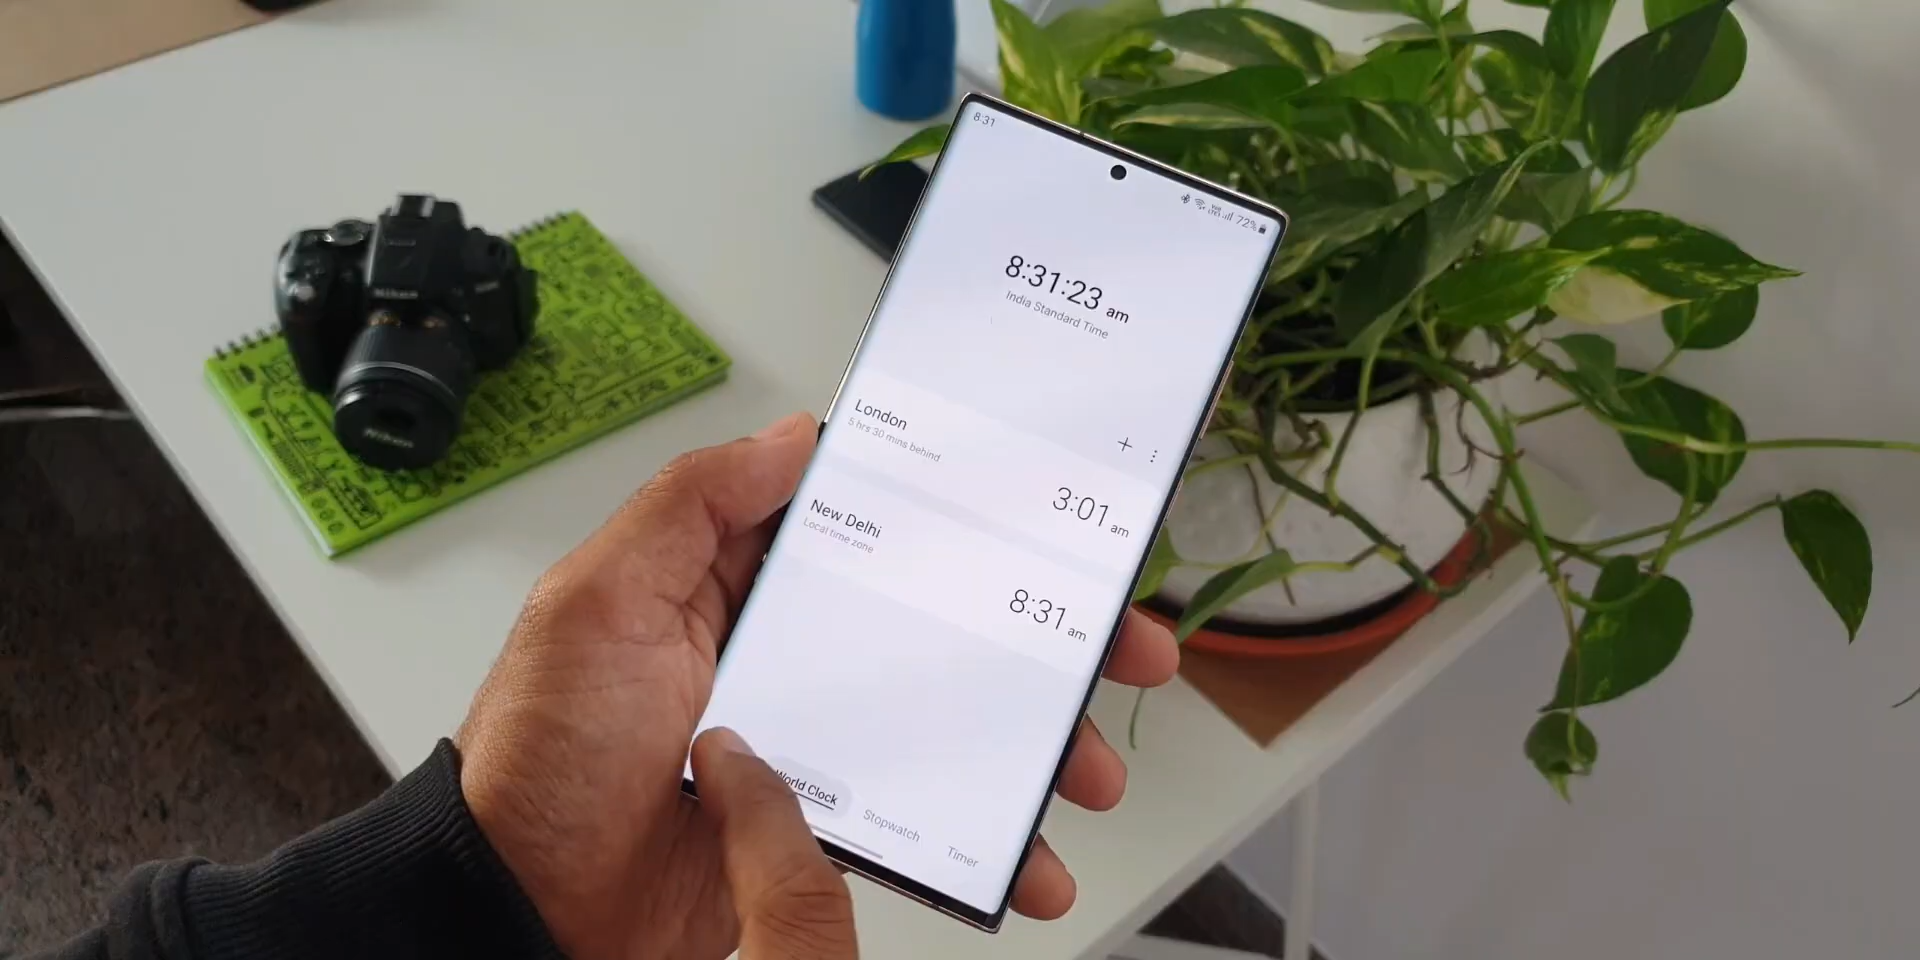 8:31
72%
8:31:23 am
India Standard Time
London
5 hrs 30 mins behind
3:01 am
New Delhi
Local time zone
8:31 am
World Clock
Stopwatch
Timer
Nikon
Nikon